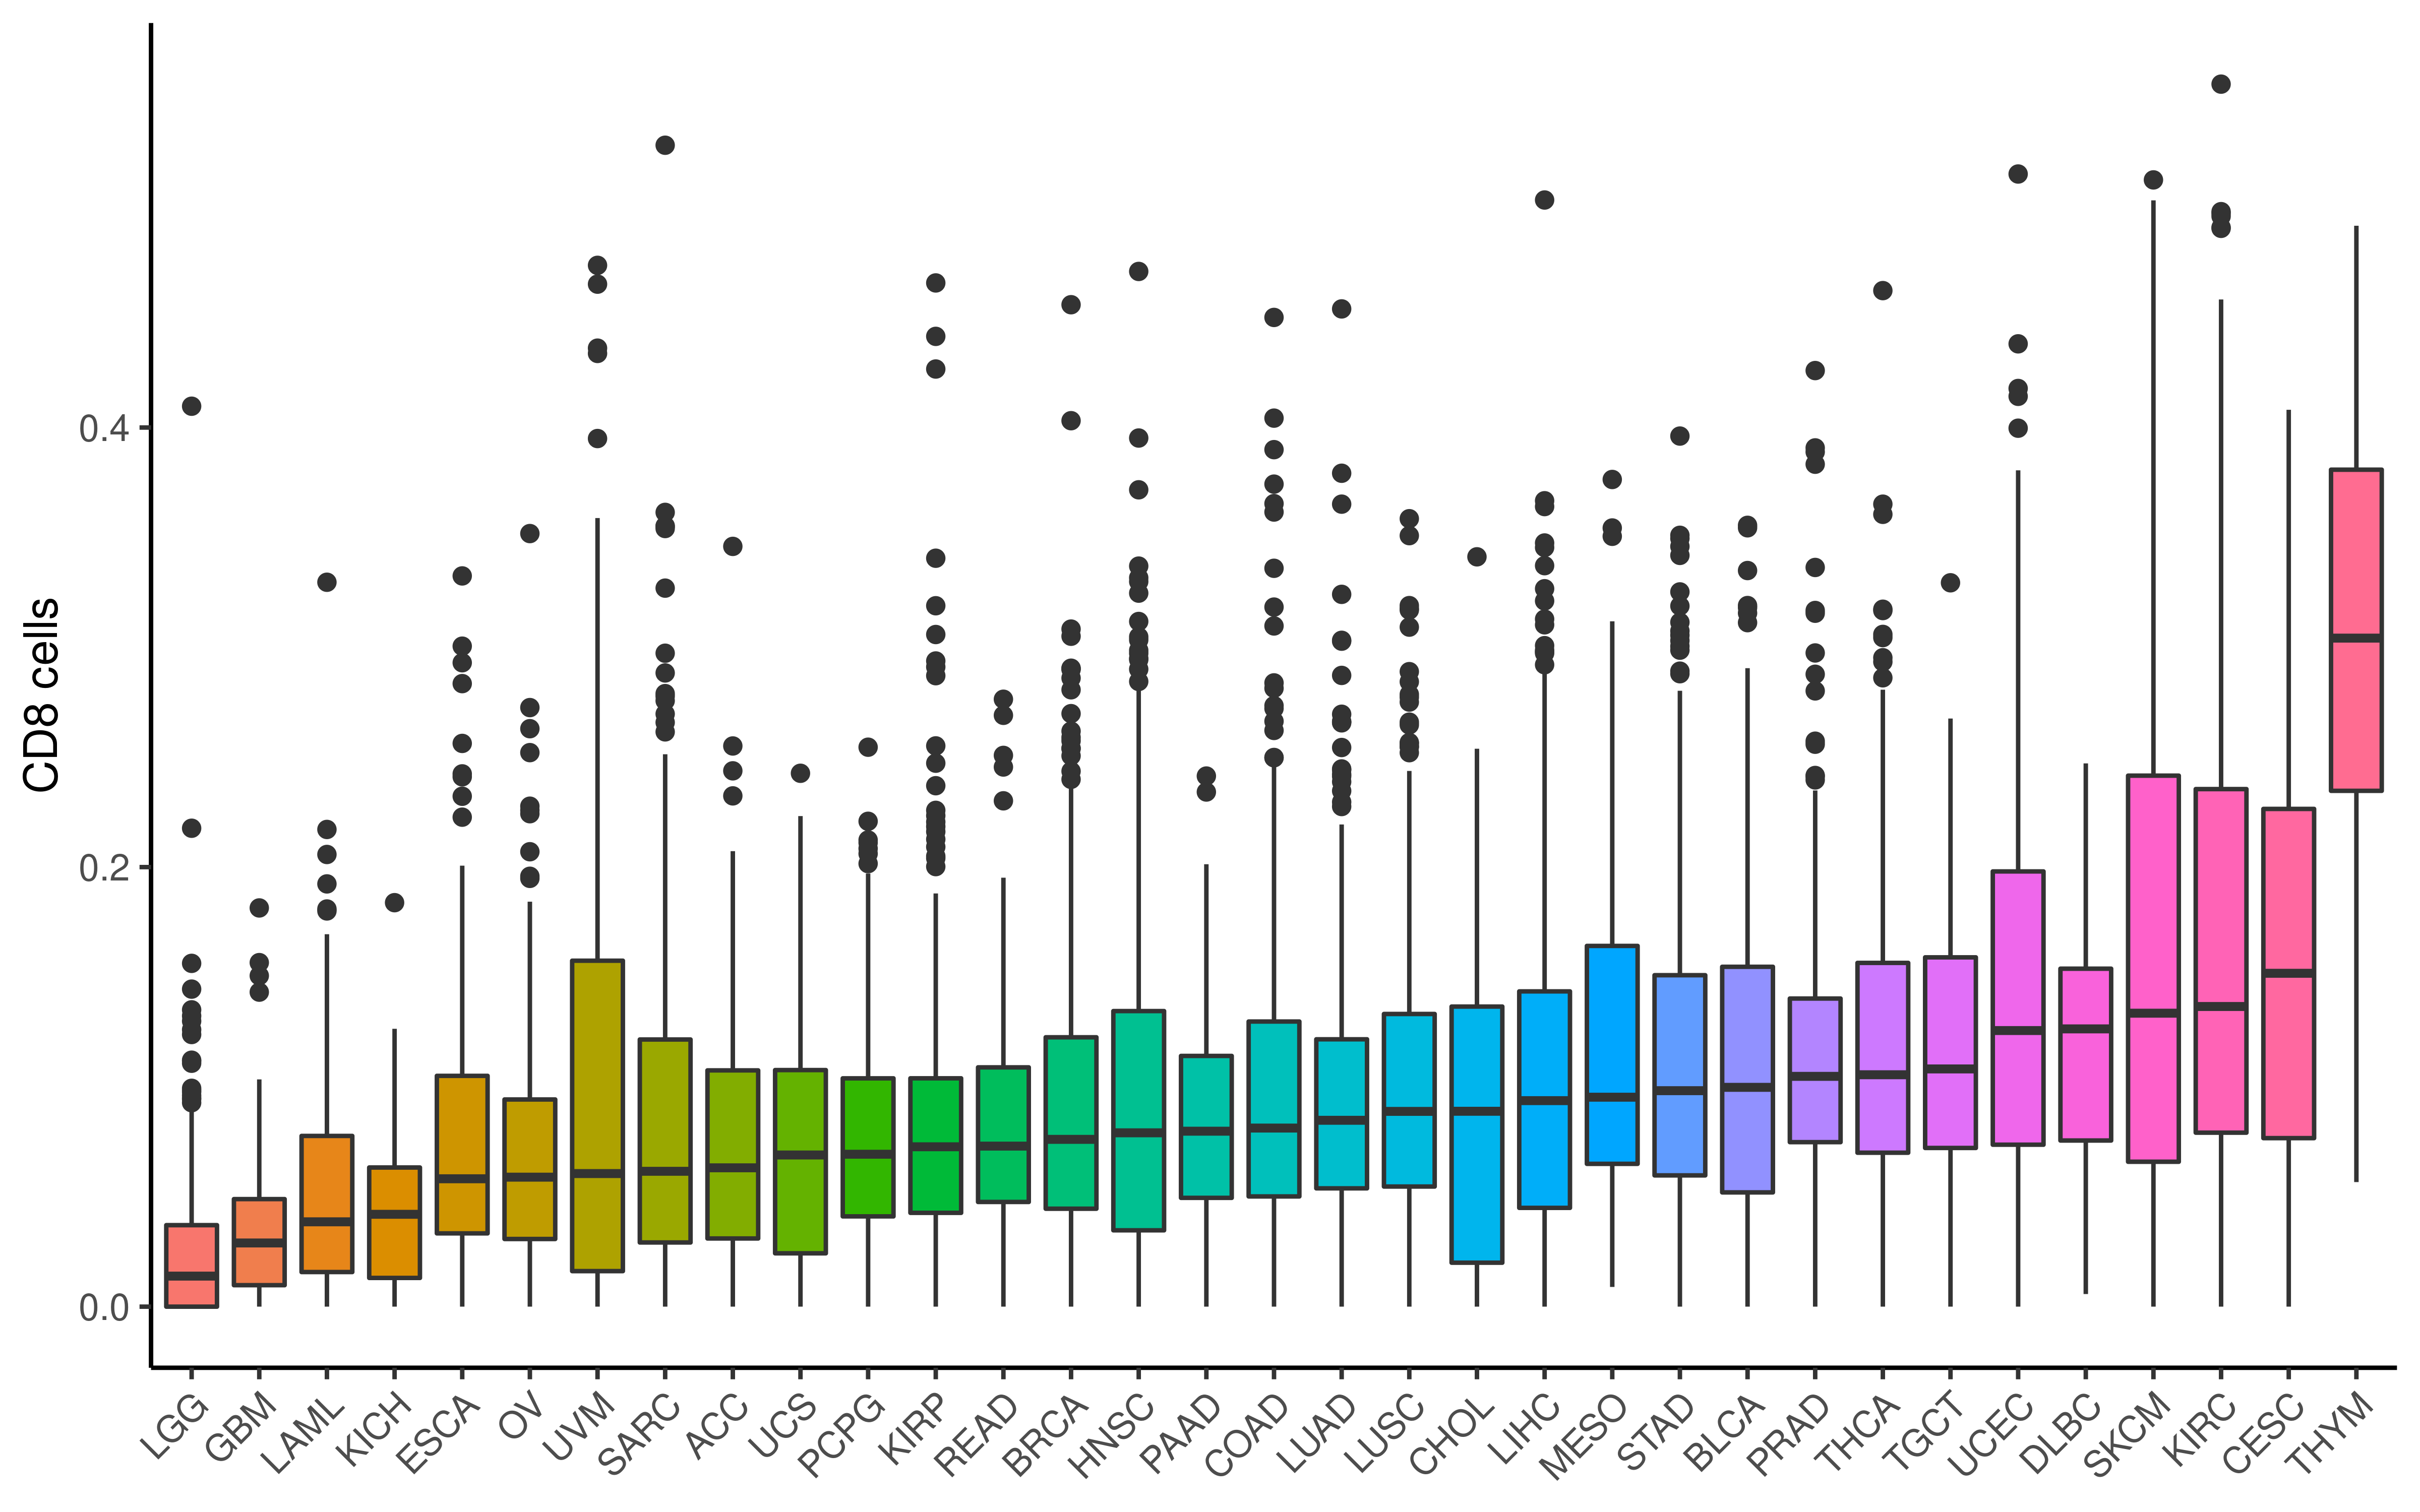 CD8 cells
0.4
0.2
0.0
LGG
GBM
LAML
KICH
ESCA
OV
UVM
SARC
ACC
UCS
PCPG
KIRP
READ
BRCA
HNSC
PAAD
COAD
LUAD
LUSC
CHOL
LIHC
MESO
STAD
BLCA
PRAD
THCA
TGCT
UCEC
DLBC
SKCM
KIRC
CESC
THYM